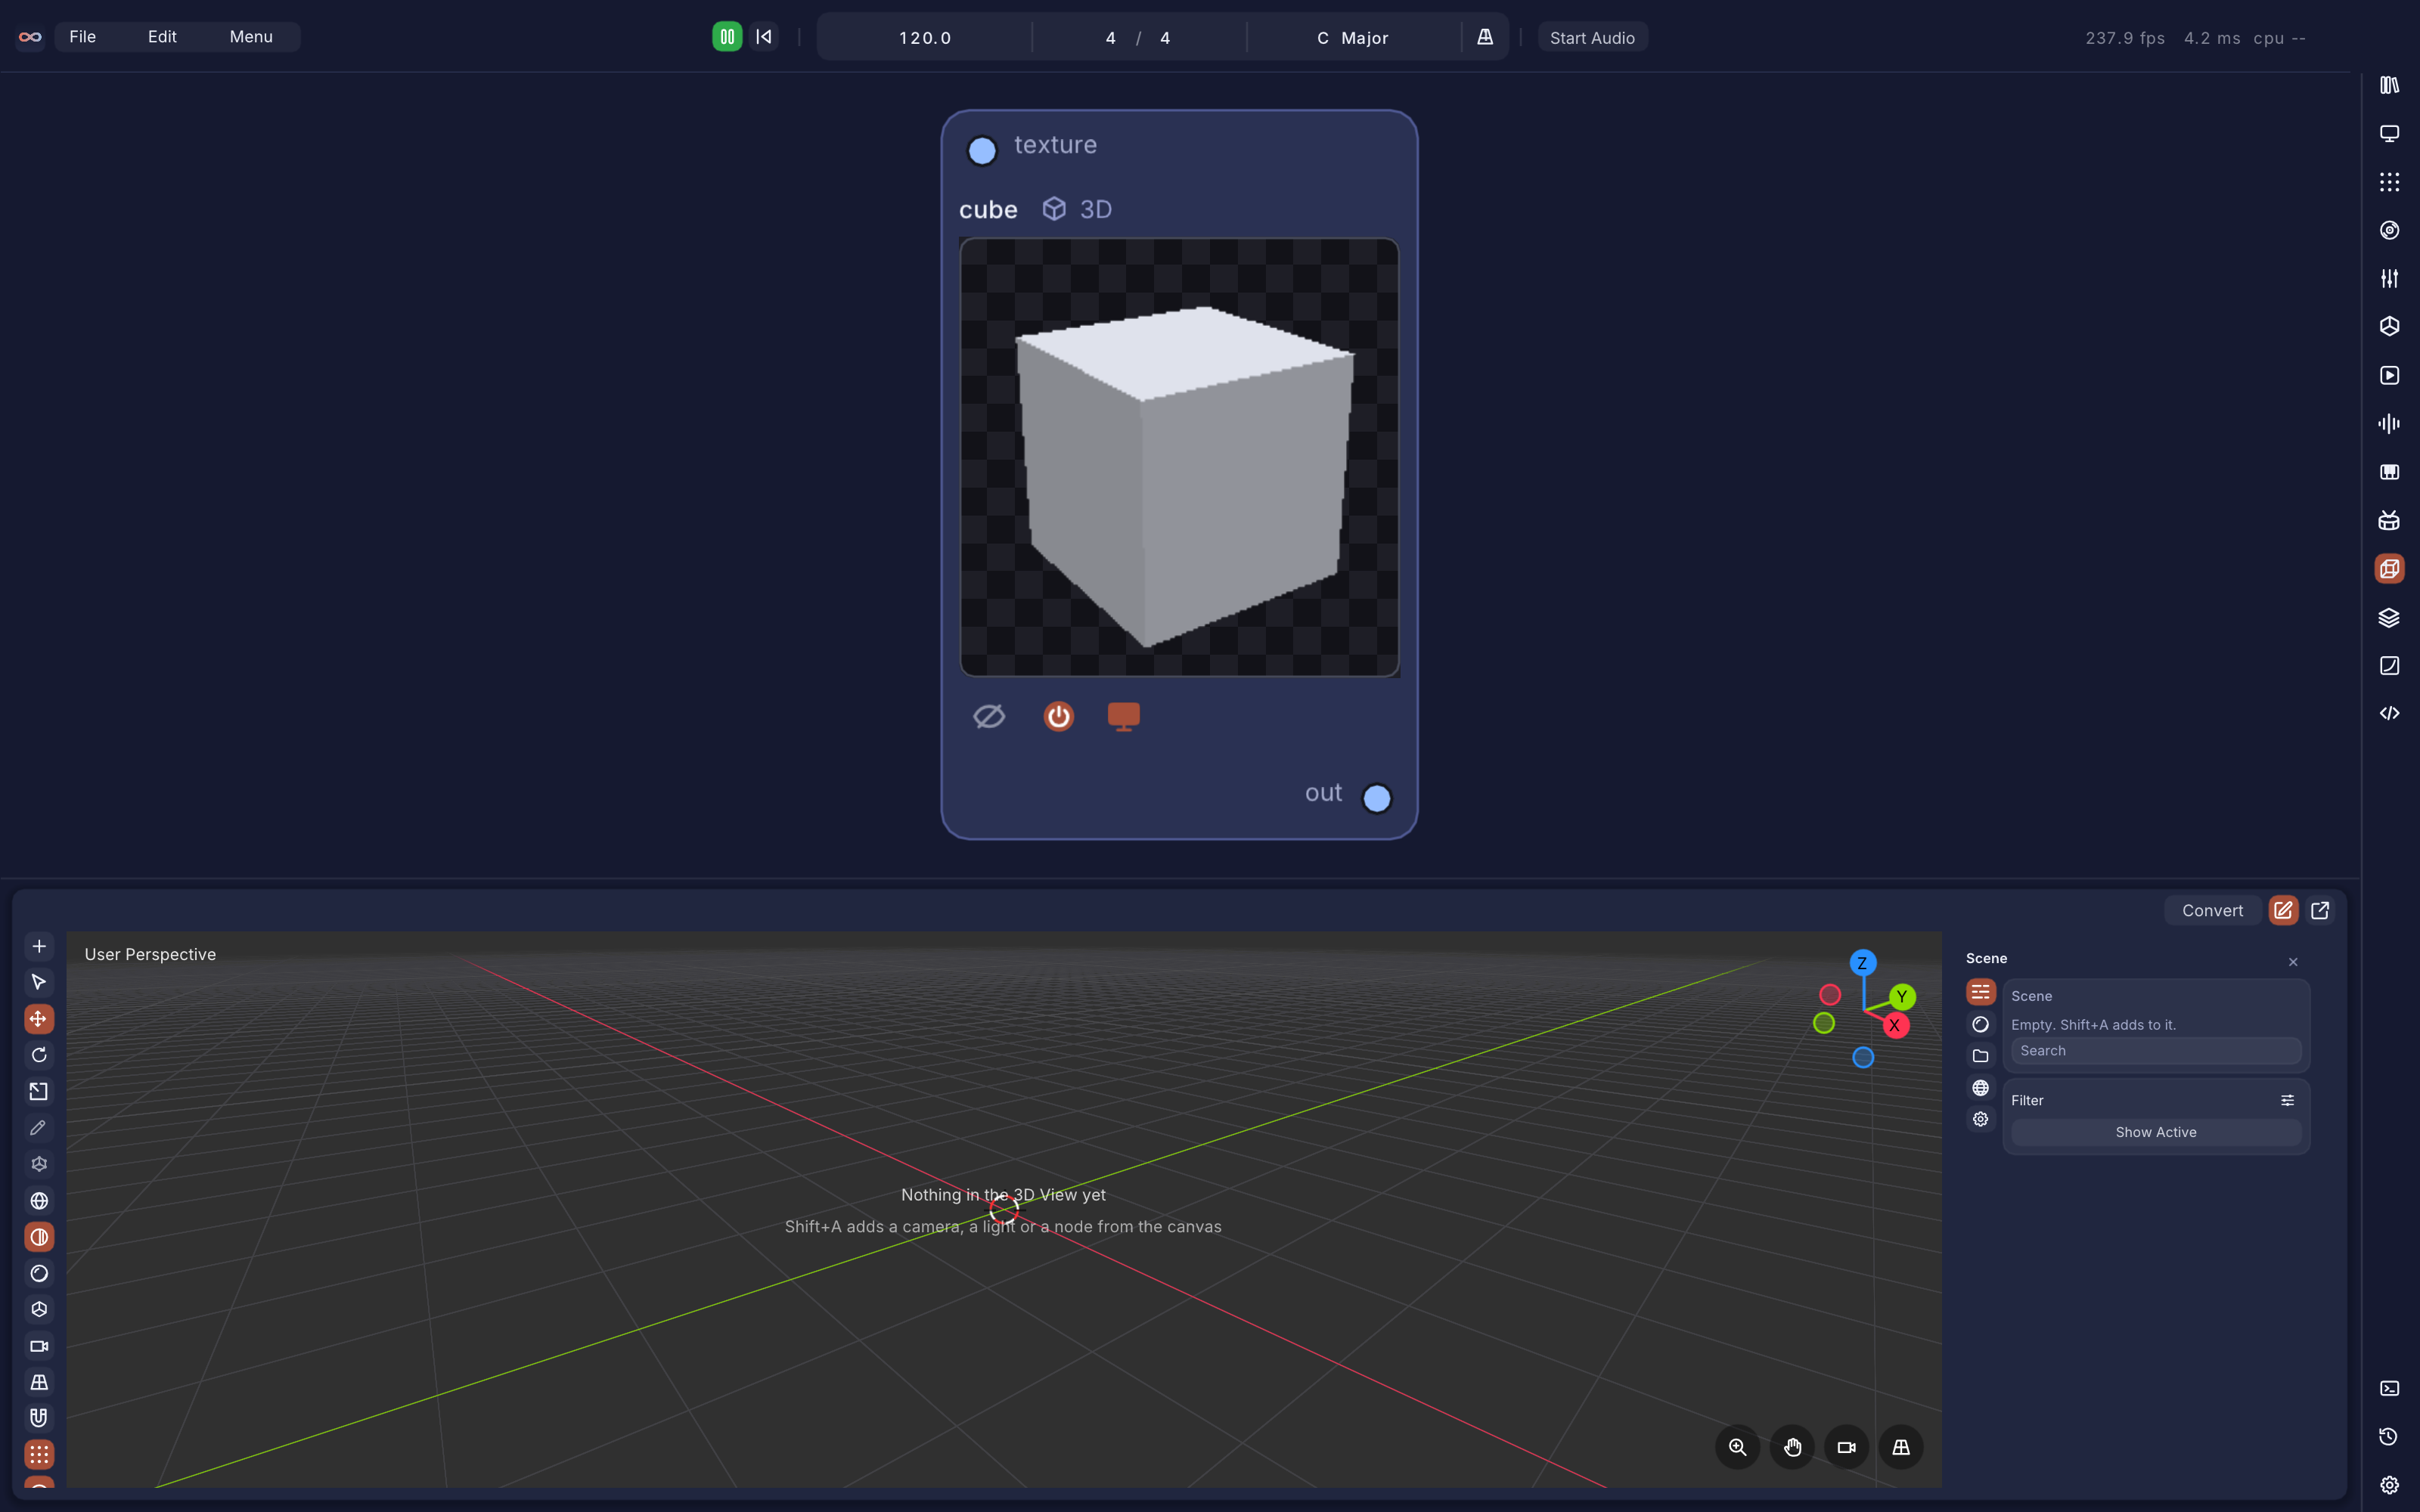 File Edit Menu
120.0 4 / 4 C Major Start Audio 237.9 fps 4.2 ms cpu --
texture
cube 3D
out
Convert
User Perspective
Z
Y
X
Nothing in the 3D View yet
Shift+A adds a camera, a light or a node from the canvas
Scene
Scene
Empty. Shift+A adds to it.
Search
Filter
Show Active